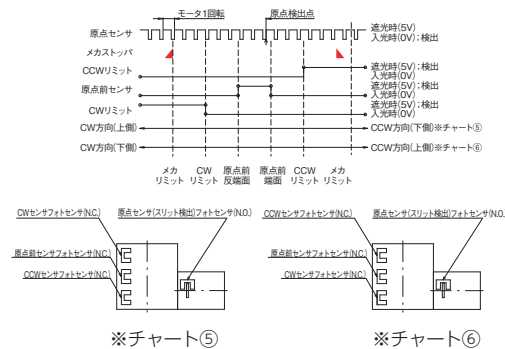 モータ1回転
原点検出点
原点センサ
遮光時(5V)
入光時(0V);検出
メカストッパ
CCWリミット
遮光時(5V);検出
入光時(0V)
原点前センサ
遮光時(5V);検出
入光時(0V)
CWリミット
遮光時(5V);検出
入光時(0V)
CW方向(上側)
CCW方向(下側)※チャート⑤
CW方向(下側)
CCW方向(上側)※チャート⑥
メカ リミット
CW リミット
原点前 反端面
原点前 端面
CCW リミット
メカ リミット
CWセンサフォトセンサ(N.C.)
原点センサ(スリット検出)フォトセンサ(N.O.)
原点前センサフォトセンサ(N.C.)
CCWセンサフォトセンサ(N.C.)
※チャート⑤
CCWセンサフォトセンサ(N.C.)
原点センサ(スリット検出)フォトセンサ(N.O.)
原点前センサフォトセンサ(N.C.)
CWセンサフォトセンサ(N.C.)
※チャート⑥